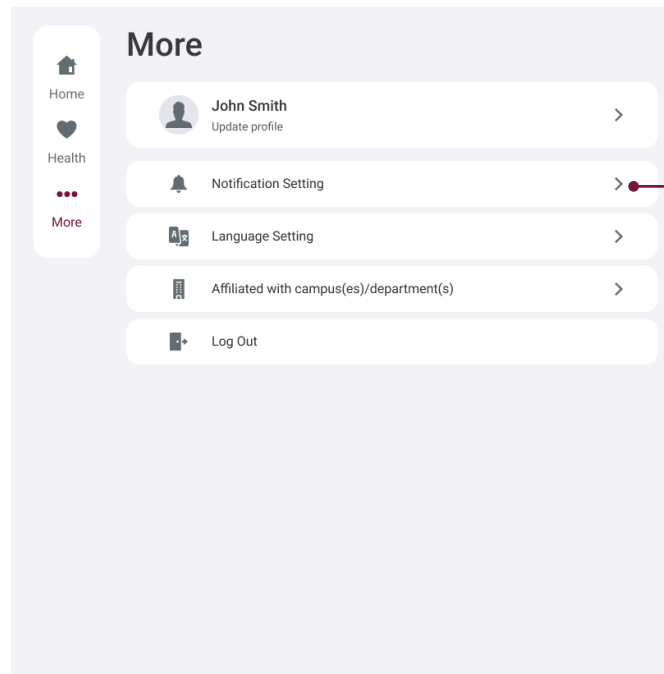 More
Home
Health
More
John Smith
Update profile
Notification Setting
Language Setting
Affiliated with campus(es)/department(s)
Log Out